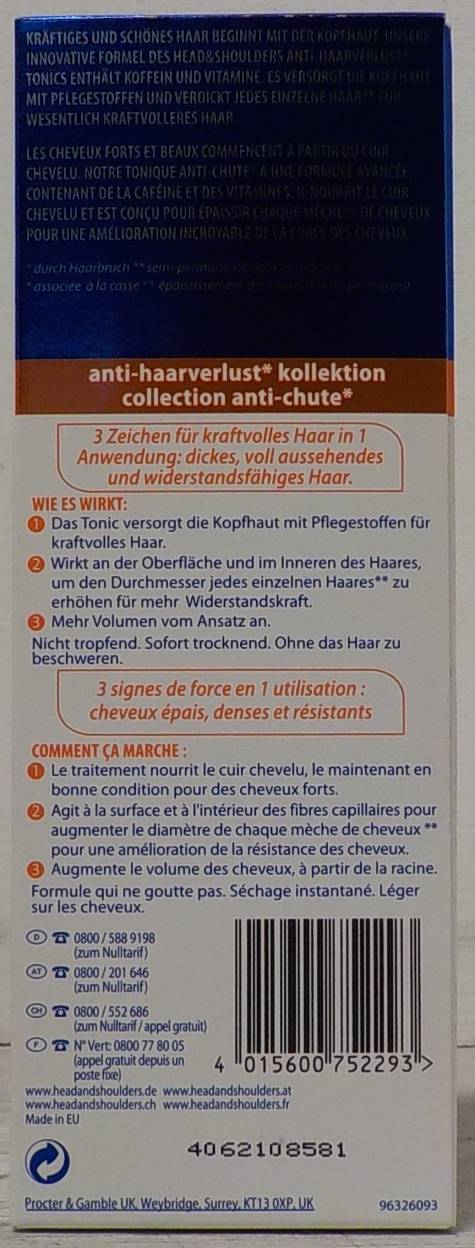 KRÄFTIGES UND SCHÖNES HAAR BEGINNT MIT DER KOPFHAUT. UNSERE
INNOVATIVE FORMEL DES HEAD&SHOULDERS ANTI-HAARVERLUST*
TONICS ENTHÄLT KOFFEIN UND VITAMINE. ES VERSORGT DIE KOPFHAUT
MIT PFLEGESTOFFEN UND VERDICKT JEDES EINZELNE HAAR** FÜR
WESENTLICH KRAFTVOLLERES HAAR.
LES CHEVEUX FORTS ET BEAUX COMMENCENT À PARTIR DU CUIR
CHEVELU. NOTRE TONIQUE ANTI-CHUTE* A UNE FORMULE AVANCÉE,
CONTENANT DE LA CAFÉINE ET DES VITAMINES. IL NOURRIT LE CUIR
CHEVELU ET EST CONÇU POUR ÉPAISSIR CHAQUE MÈCHE** DE CHEVEUX
POUR UNE AMÉLIORATION INCROYABLE DE LA FORCE DES CHEVEUX.
* durch Haarbruch ** semi-permanente
* associée à la casse ** épaississement des cheveux semi-permanent
anti-haarverlust* kollektion
collection anti-chute*
3 Zeichen für kraftvolles Haar in 1
Anwendung: dickes, voll aussehendes
und widerstandsfähiges Haar.
WIE ES WIRKT:
1 Das Tonic versorgt die Kopfhaut mit Pflegestoffen für
kraftvolles Haar.
2 Wirkt an der Oberfläche und im Inneren des Haares,
um den Durchmesser jedes einzelnen Haares** zu
erhöhen für mehr Widerstandskraft.
3 Mehr Volumen vom Ansatz an.
Nicht tropfend. Sofort trocknend. Ohne das Haar zu
beschweren.
3 signes de force en 1 utilisation :
cheveux épais, denses et résistants
COMMENT ÇA MARCHE :
1 Le traitement nourrit le cuir chevelu, le maintenant en
bonne condition pour des cheveux forts.
2 Agit à la surface et à l'intérieur des fibres capillaires pour
augmenter le diamètre de chaque mèche de cheveux **
pour une amélioration de la résistance des cheveux.
3 Augmente le volume des cheveux, à partir de la racine.
Formule qui ne goutte pas. Séchage instantané. Léger
sur les cheveux.
D ☎ 0800 / 588 9198
(zum Nulltarif)
AT ☎ 0800 / 201 646
(zum Nulltarif)
CH ☎ 0800 / 552 686
(zum Nulltarif / appel gratuit)
F ☎ N° Vert: 0800 77 80 05
(appel gratuit depuis un
poste fixe)
4 015600 752293 >
www.headandshoulders.de www.headandshoulders.at
www.headandshoulders.ch www.headandshoulders.fr
Made in EU
4062108581
Procter & Gamble UK, Weybridge, Surrey, KT13 0XP, UK
96326093